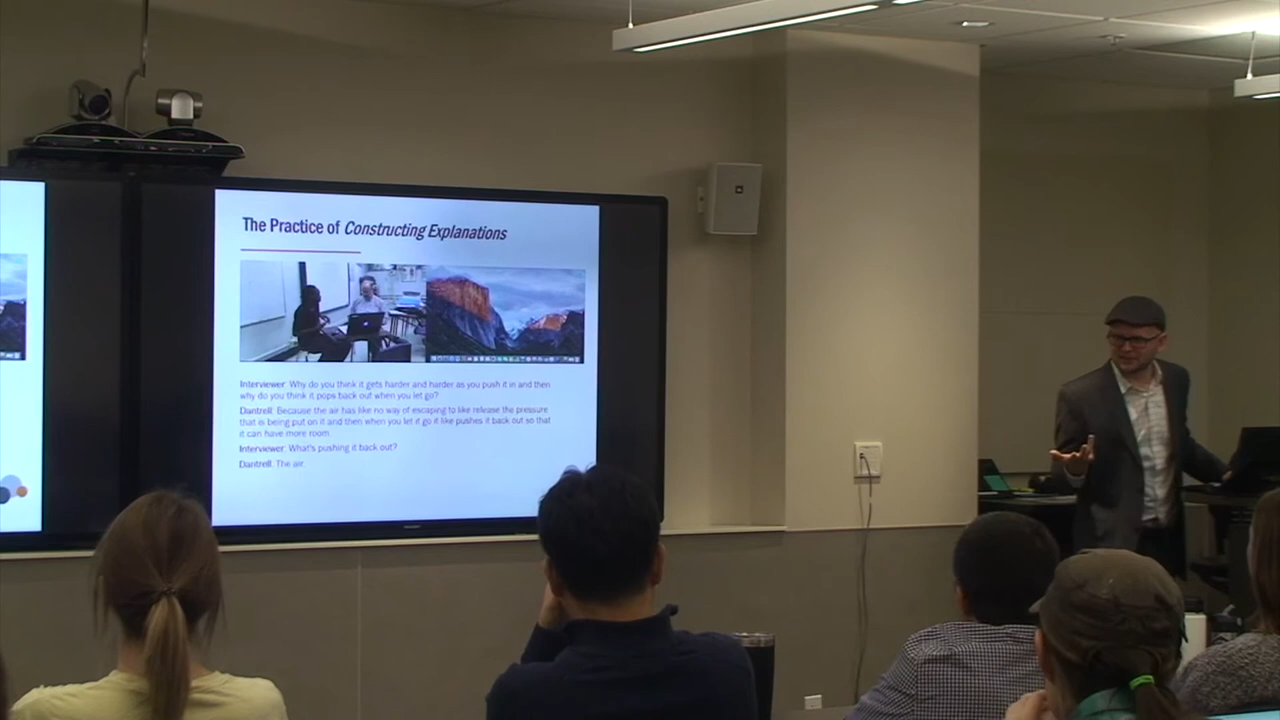 The Practice of Constructing Explanations
Interviewer: Why do you think it gets harder and harder as you push it in and then
why do you think it pops back out when you let go?
Dantrell: Because the air has like no way of escaping to like release the pressure
that is being put on it and then when you let it go it like pushes it back out so that
it can have more room.
Interviewer: What's pushing it back out?
Dantrell: The air.